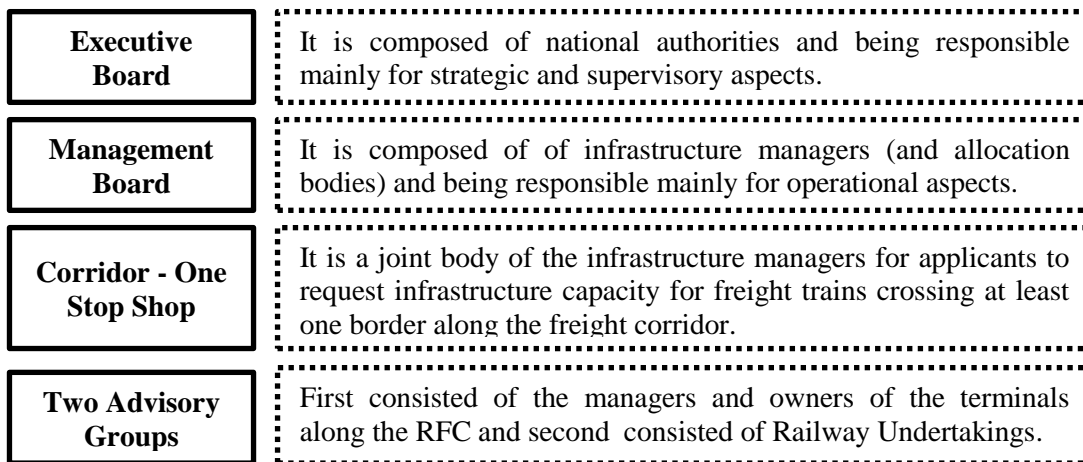 Executive
Board
It is composed of national authorities and being responsible
mainly for strategic and supervisory aspects.
Management
Board
It is composed of of infrastructure managers (and allocation
bodies) and being responsible mainly for operational aspects.
Corridor - One
Stop Shop
It is a joint body of the infrastructure managers for applicants to
request infrastructure capacity for freight trains crossing at least
one border along the freight corridor.
Two Advisory
Groups
First consisted of the managers and owners of the terminals
along the RFC and second consisted of Railway Undertakings.